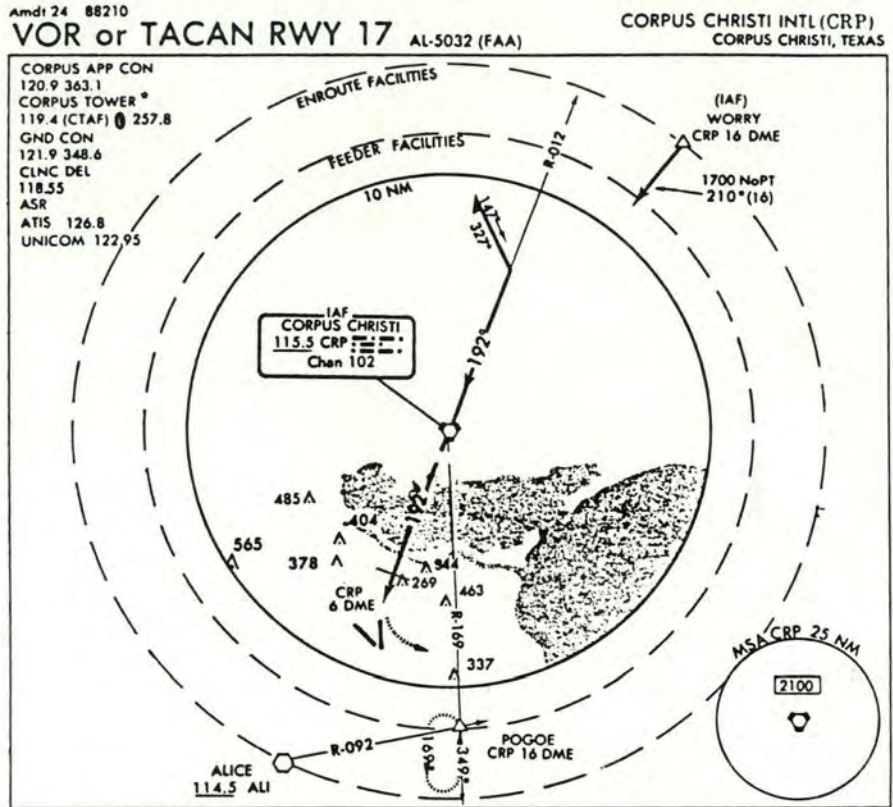 Amdt 24 88210
VOR or TACAN RWY 17 AL-5032 (FAA)
CORPUS CHRISTI INTL (CRP)
CORPUS CHRISTI, TEXAS
CORPUS APP CON
120.9 363.1
CORPUS TOWER *
119.4 (CTAF) 257.8
GND CON
121.9 348.6
CLNC DEL
118.55
ASR
ATIS 126.8
UNICOM 122.95
ENROUTE FACILITIES
FEEDER FACILITIES
10 NM
R-012
(IAF)
WORRY
CRP 16 DME
1700 NoPT
210° (16)
147°
327°
IAF
CORPUS CHRISTI
115.5 CRP
Chan 102
192°
192°
485
404
565
378
344
269
463
CRP
6 DME
R-169
337
MSA CRP 25 NM
2100
R-092
ALICE
114.5 ALI
169°
349°
POGOE
CRP 16 DME